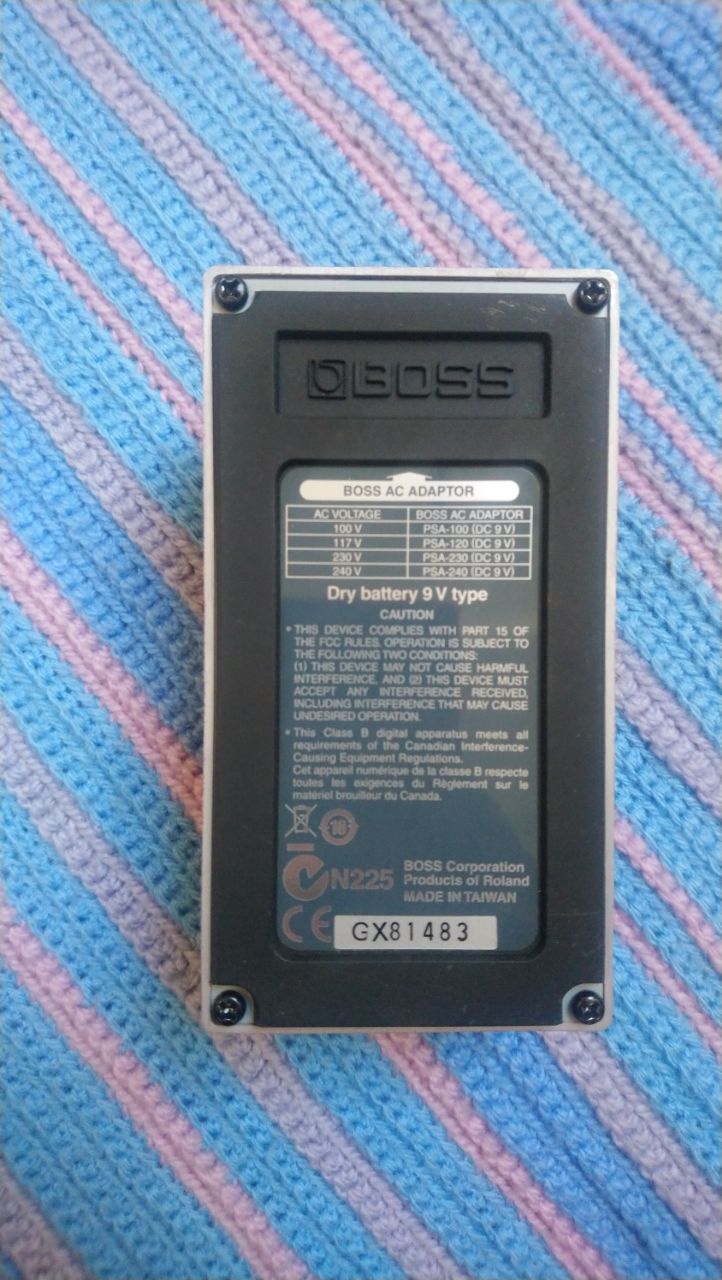 BOSS
BOSS AC ADAPTOR
AC VOLTAGE BOSS AC ADAPTOR
100 V PSA-100 (DC 9 V)
117 V PSA-120 (DC 9 V)
230 V PSA-230 (DC 9 V)
240 V PSA-240 (DC 9 V)
Dry battery 9 V type
CAUTION
• THIS DEVICE COMPLIES WITH PART 15 OF
THE FCC RULES. OPERATION IS SUBJECT TO
THE FOLLOWING TWO CONDITIONS:
(1) THIS DEVICE MAY NOT CAUSE HARMFUL
INTERFERENCE, AND (2) THIS DEVICE MUST
ACCEPT ANY INTERFERENCE RECEIVED,
INCLUDING INTERFERENCE THAT MAY CAUSE
UNDESIRED OPERATION.
• This Class B digital apparatus meets all
requirements of the Canadian Interference-
Causing Equipment Regulations.
Cet appareil numérique de la classe B respecte
toutes les exigences du Règlement sur le
matériel brouilleur du Canada.
10
N225
BOSS Corporation
Products of Roland
MADE IN TAIWAN
CE
GX81483